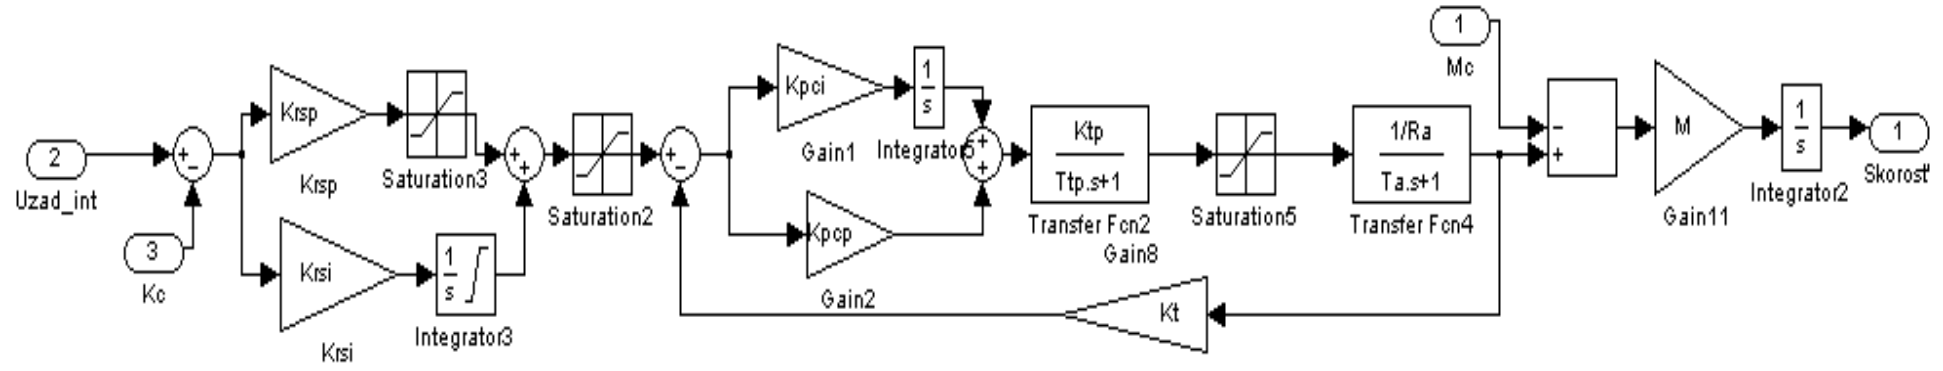 2
Uzad_int
+
−
3
Kc
Krsp
Krsp
Saturation3
Krsi
Krsi
1
s
Integrator3
+
+
Saturation2
+
−
Kpci
Gain1
1
s
Integrator5
Kpcp
Gain2
+
+
Ktp
Ttp.s+1
Transfer Fcn2
Gain8
Kt
Saturation5
1/Ra
Ta.s+1
Transfer Fcn4
1
Mc
−
+
M
Gain11
1
s
Integrator2
1
Skorost'